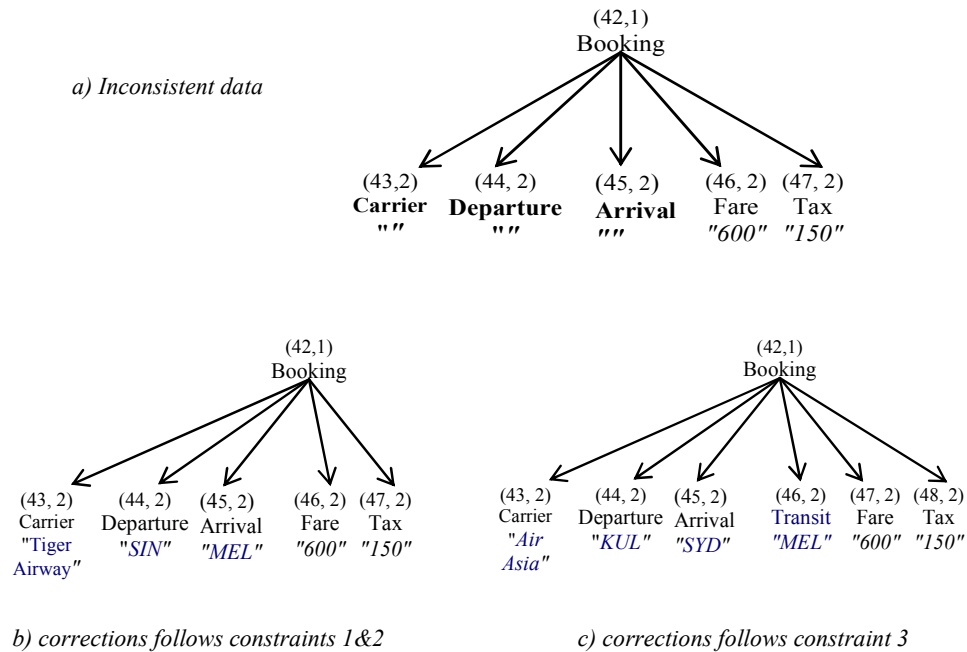 (42,1)
Booking
a) Inconsistent data
(43,2) (44, 2) (45, 2) (46, 2) (47, 2)
Carrier Departure Arrival Fare Tax
"" "" "" "600" "150"
(42,1)
Booking
(43, 2) (44, 2) (45, 2) (46, 2) (47, 2)
Carrier Departure Arrival Fare Tax
"Tiger "SIN" "MEL" "600" "150"
Airway"
(42,1)
Booking
(43, 2) (44, 2) (45, 2) (46, 2) (47, 2) (48, 2)
Carrier Departure Arrival Transit Fare Tax
"Air "KUL" "SYD" "MEL" "600" "150"
Asia"
b) corrections follows constraints 1&2
c) corrections follows constraint 3